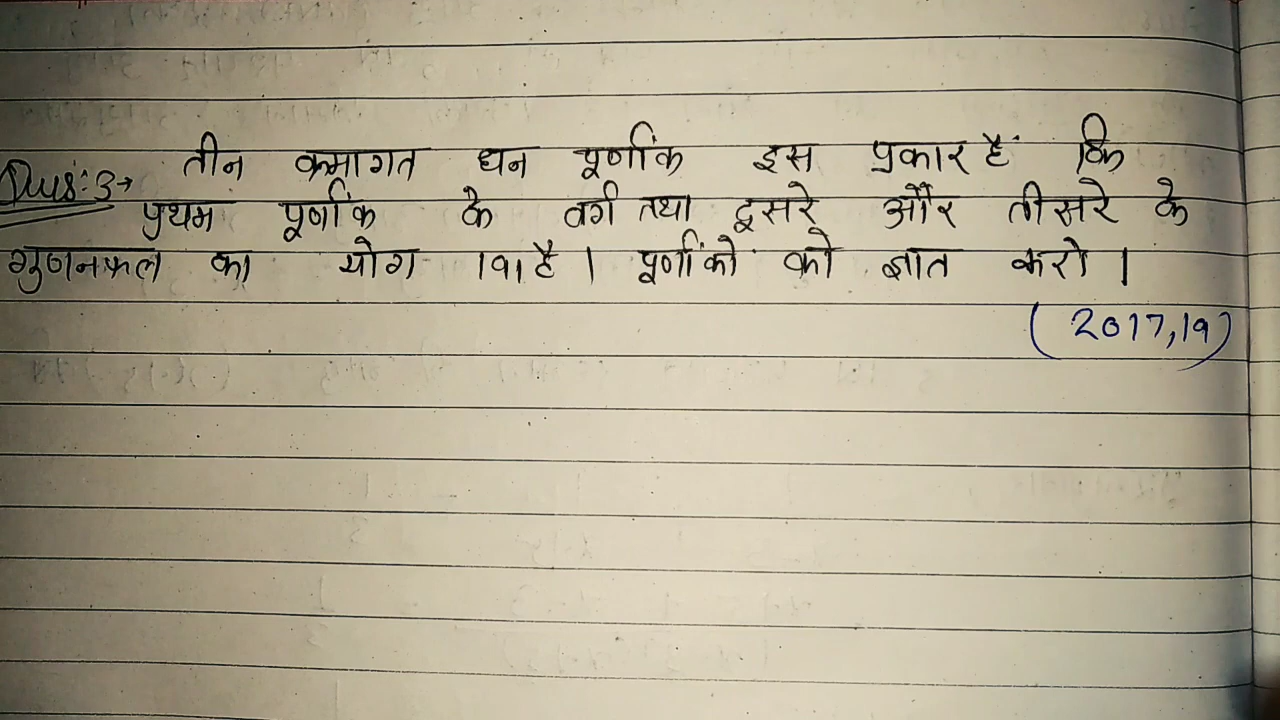 तीन क्रमागत धन पूर्णांक इस प्रकार हैं कि
Ques:3→ प्रथम पूर्णांक के वर्ग तथा दूसरे और तीसरे के
गुणनफल का योग 191 है। पूर्णांकों को ज्ञात करो।
(2017,19)